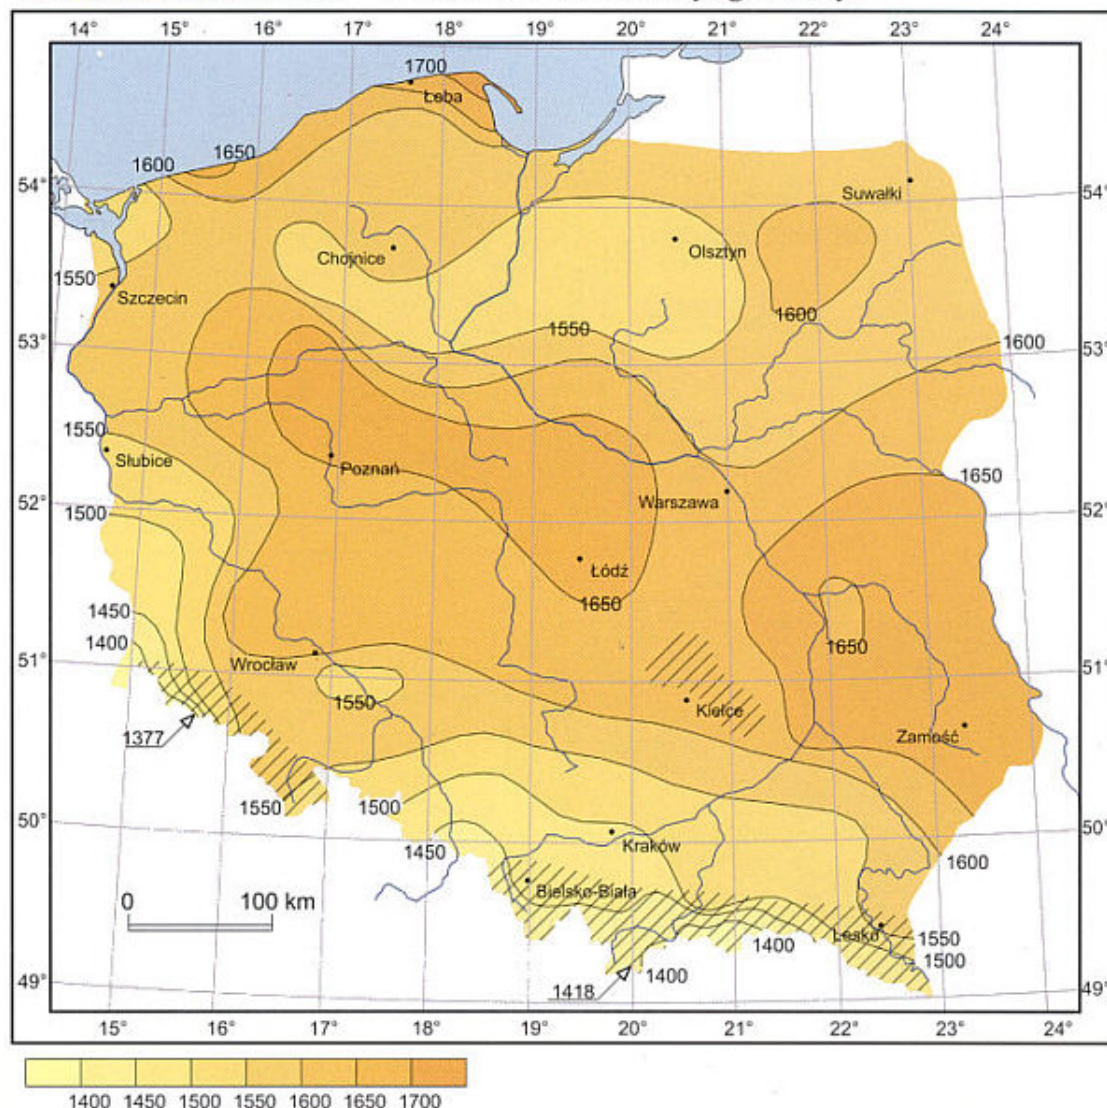 14° 15° 16° 17° 18° 19° 20° 21° 22° 23° 24°
1700
Łeba
1650
1600
54° 54°
Suwałki
Chojnice
Olsztyn
1550
Szczecin
1600
1550
53° 1600 53°
1550
Słubice
Poznań
1650
Warszawa
52° 52°
1500
Łódź
1650
1450
1400
1650
51° 51°
Wrocław
1550
Kielce
Zamość
1377
1550
1500
50° 50°
Kraków
1450
1600
Bielsko-Biała
0 100 km
Lesko
1550
1400
1500
1400
1418
49° 49°
15° 16° 17° 18° 19° 20° 21° 22° 23° 24°
1400 1450 1500 1550 1600 1650 1700